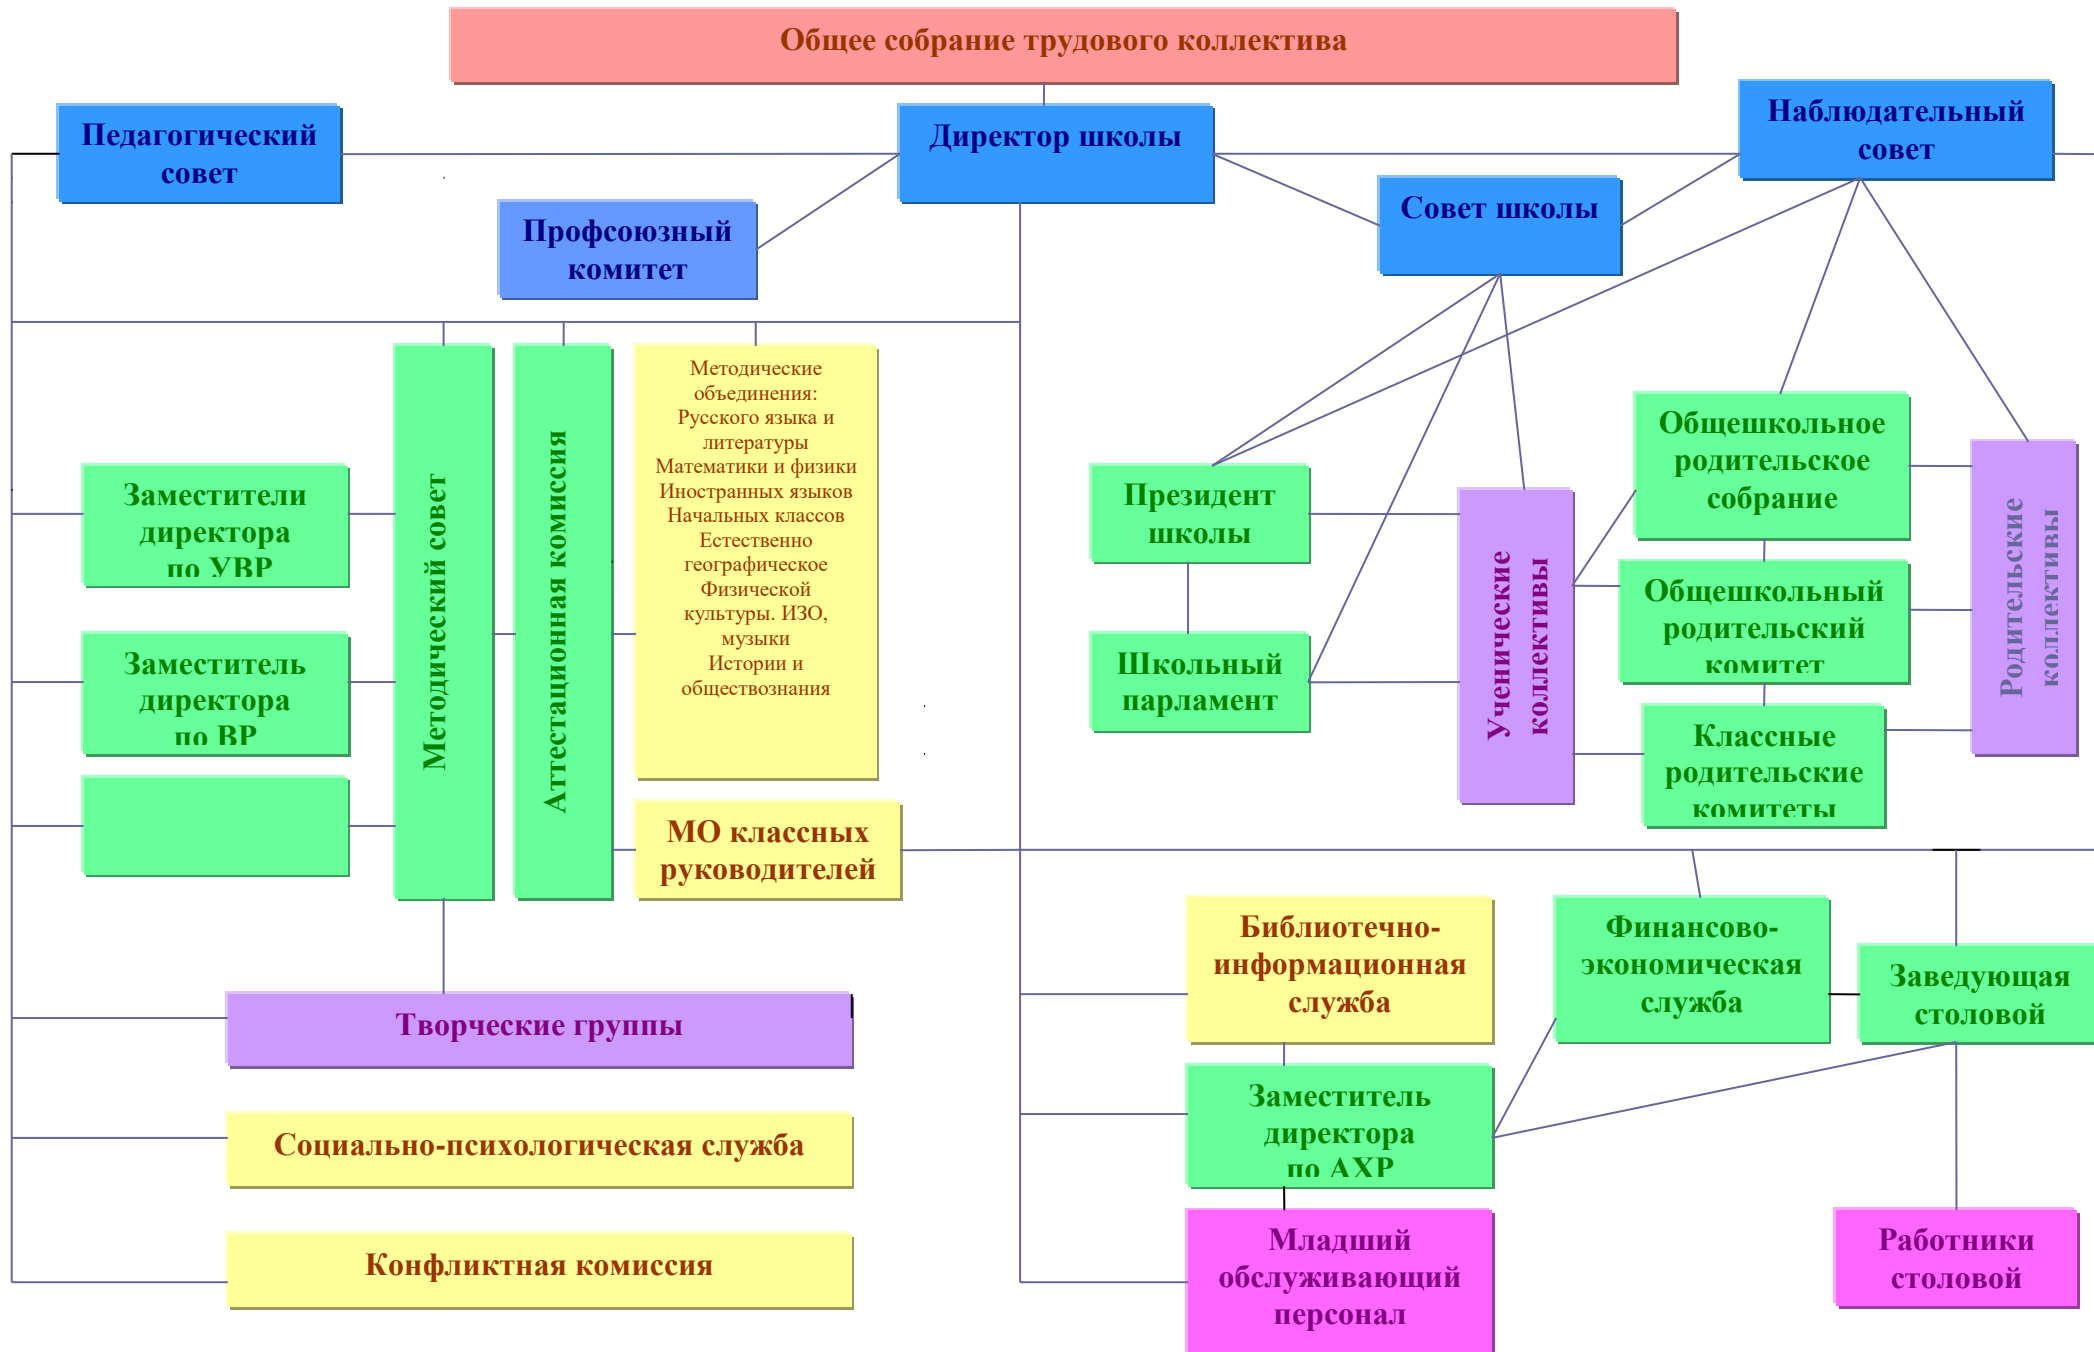 Общее собрание трудового коллектива
Педагогический
совет
Директор школы
Наблюдательный
совет
Совет школы
Профсоюзный
комитет
Методический совет
Аттестационная комиссия
Методические
объединения:
Русского языка и
литературы
Математики и физики
Иностранных языков
Начальных классов
Естественно
географическое
Физической
культуры. ИЗО,
музыки
Истории и
обществознания
Заместители
директора
по УВР
Заместитель
директора
по ВР
МО классных
руководителей
Президент
школы
Школьный
парламент
Ученические
коллективы
Общешкольное
родительское
собрание
Общешкольный
родительский
комитет
Классные
родительские
комитеты
Родительские
коллективы
Творческие группы
Социально-психологическая служба
Конфликтная комиссия
Библиотечно-
информационная
служба
Финансово-
экономическая
служба
Заведующая
столовой
Заместитель
директора
по АХР
Младший
обслуживающий
персонал
Работники
столовой